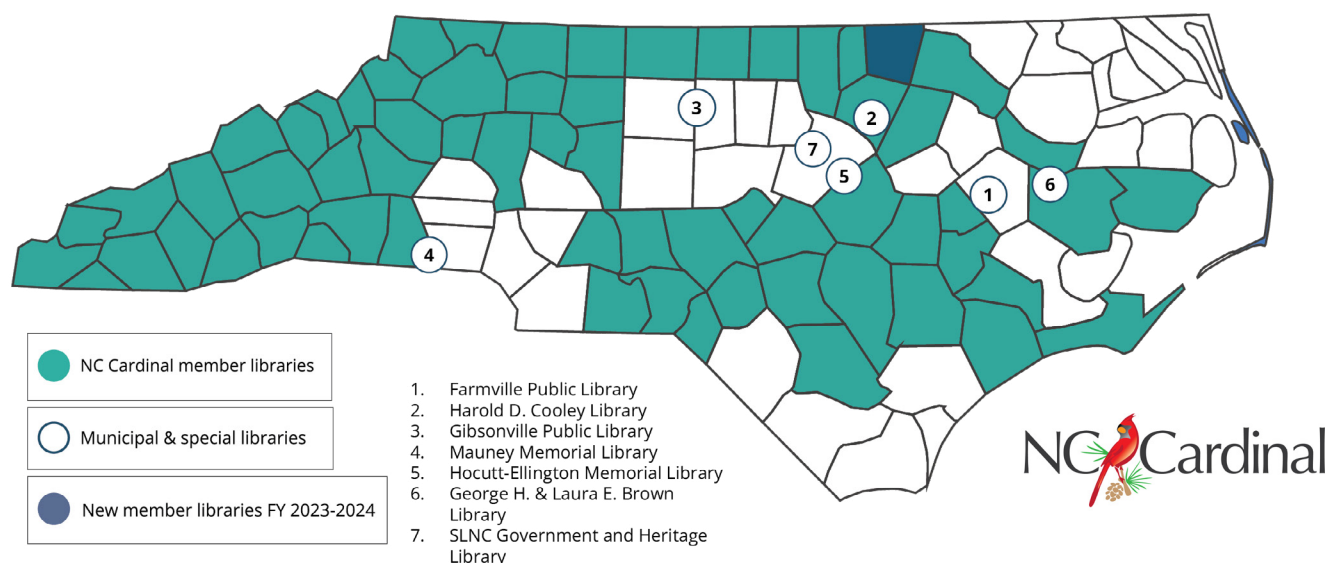 3
2
7
5
1
6
4
NC Cardinal member libraries
Municipal & special libraries
New member libraries FY 2023-2024
1. Farmville Public Library
2. Harold D. Cooley Library
3. Gibsonville Public Library
4. Mauney Memorial Library
5. Hocutt-Ellington Memorial Library
6. George H. & Laura E. Brown
Library
7. SLNC Government and Heritage
Library
NC Cardinal